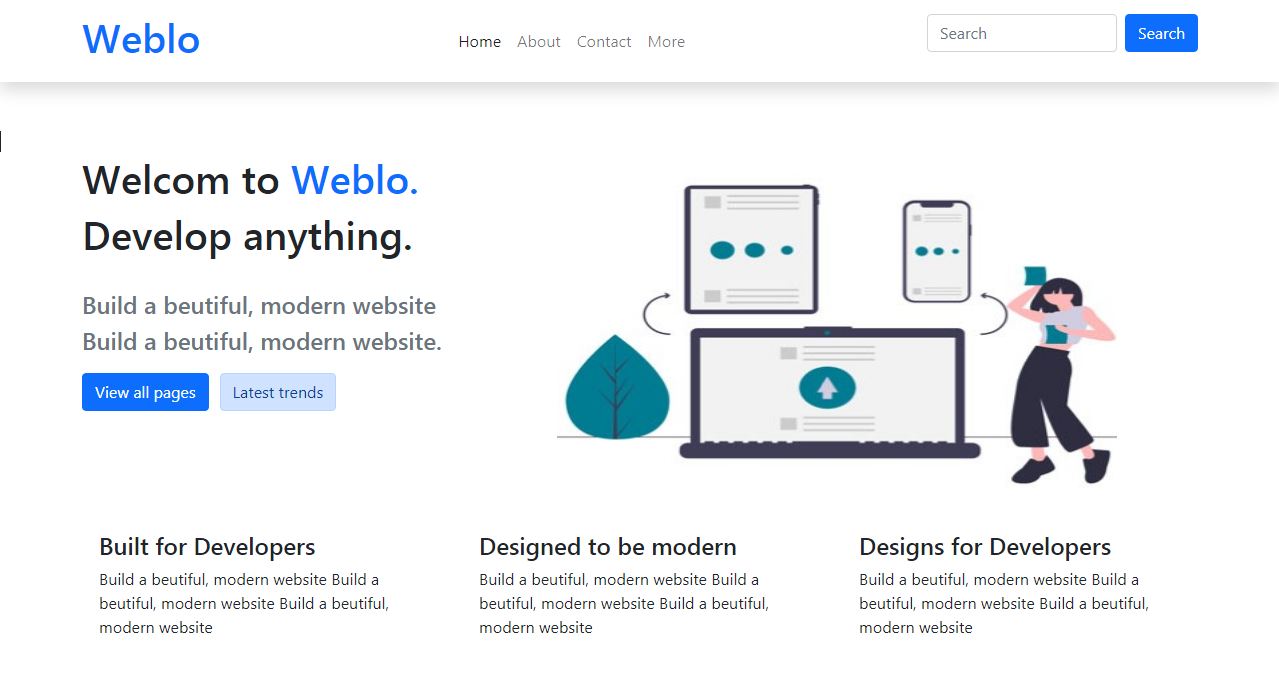 Weblo
Home About Contact More
Search Search
Welcom to Weblo.
Develop anything.
Build a beutiful, modern website
Build a beutiful, modern website.
View all pages Latest trends
Built for Developers
Build a beutiful, modern website Build a
beutiful, modern website Build a beutiful,
modern website
Designed to be modern
Build a beutiful, modern website Build a
beutiful, modern website Build a beutiful,
modern website
Designs for Developers
Build a beutiful, modern website Build a
beutiful, modern website Build a beutiful,
modern website